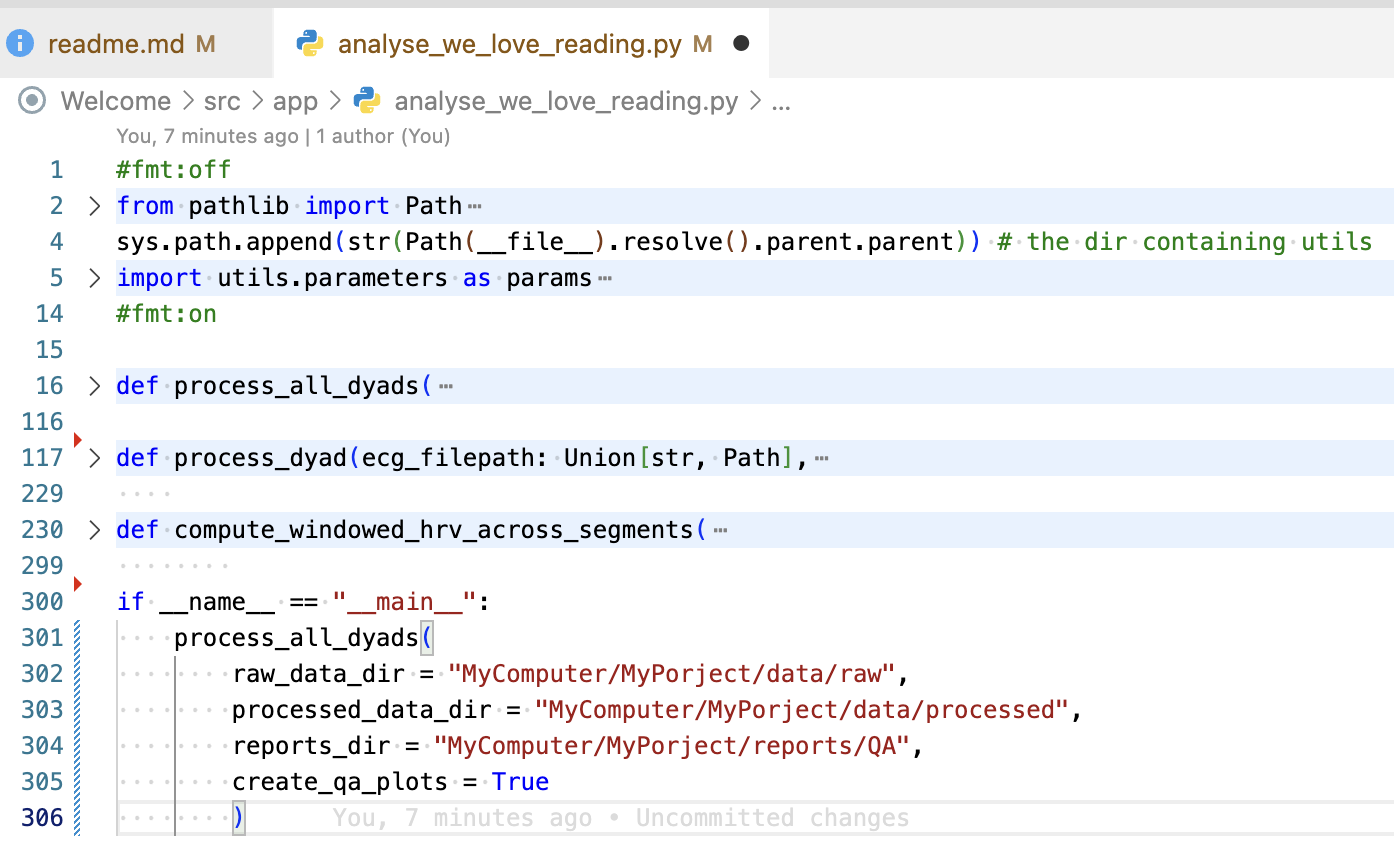 readme.md M
analyse_we_love_reading.py M
Welcome > src > app > analyse_we_love_reading.py > ...
You, 7 minutes ago | 1 author (You)
1 #fmt:off
2 from pathlib import Path
4 sys.path.append(str(Path(__file__).resolve().parent.parent)) # the dir containing utils
5 import utils.parameters as params
14 #fmt:on
15
16 def process_all_dyads(
116
117 def process_dyad(ecg_filepath: Union[str, Path],
229
230 def compute_windowed_hrv_across_segments(
299
300 if __name__ == "__main__":
301     process_all_dyads(
302         raw_data_dir = "MyComputer/MyPorject/data/raw",
303         processed_data_dir = "MyComputer/MyPorject/data/processed",
304         reports_dir = "MyComputer/MyPorject/reports/QA",
305         create_qa_plots = True
306         ) You, 7 minutes ago • Uncommitted changes